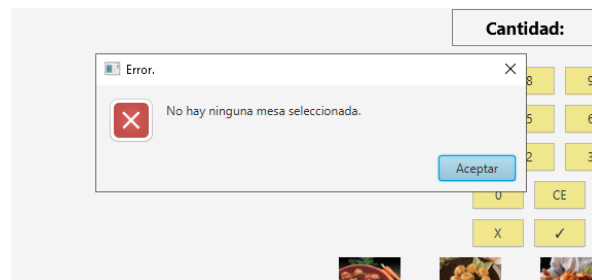 Cantidad:
Error.
No hay ninguna mesa seleccionada.
Aceptar
8
9
5
6
2
3
0 CE
X ✓